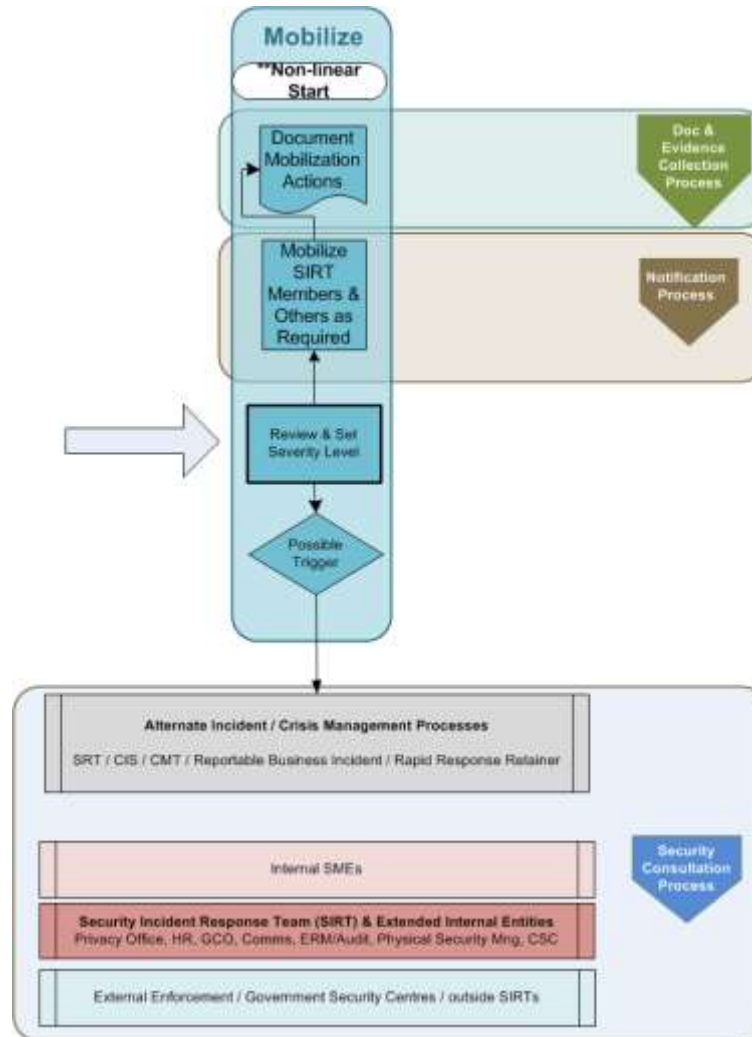 Mobilize
**Non-linear
Start
Document
Mobilization
Actions
Doc &
Evidence
Collection
Process
Mobilize
SIRT
Members &
Others as
Required
Notification
Process
Review & Set
Severity Level
Possible
Trigger
Alternate Incident / Crisis Management Processes
SRT / CIS / CMT / Reportable Business Incident / Rapid Response Retainer
Internal SMEs
Security
Consultation
Process
Security Incident Response Team (SIRT) & Extended Internal Entities
Privacy Office, HR, GCO, Comms, ERM/Audit, Physical Security Mng, CSC
External Enforcement / Government Security Centres / outside SIRTs